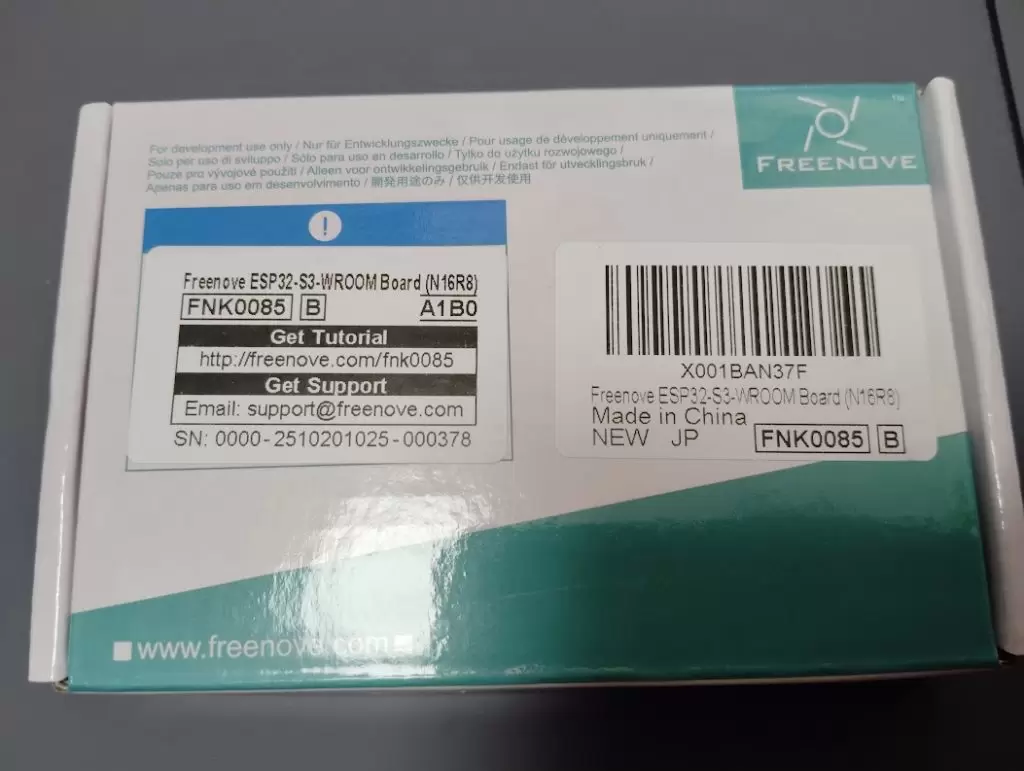 For development use only / Nur für Entwicklungszwecke / Pour usage de développement uniquement /
Solo per uso di sviluppo / Sólo para uso en desarrollo / Tylko do użytku rozwojowego /
Pouze pro vývojové použití / Alleen voor ontwikkelingsgebruik / Endast för utvecklingsbruk /
Apenas para uso em desenvolvimento / 開発用途のみ / 仅供开发使用
TM
FREENOVE
!
Freenove ESP32-S3-WROOM Board (N16R8)
FNK0085 B A1B0
Get Tutorial
http://freenove.com/fnk0085
Get Support
Email: support@freenove.com
SN: 0000-2510201025-000378
X001BAN37F
Freenove ESP32-S3-WROOM Board (N16R8)
Made in China
NEW JP FNK0085 B
www.freenove.com